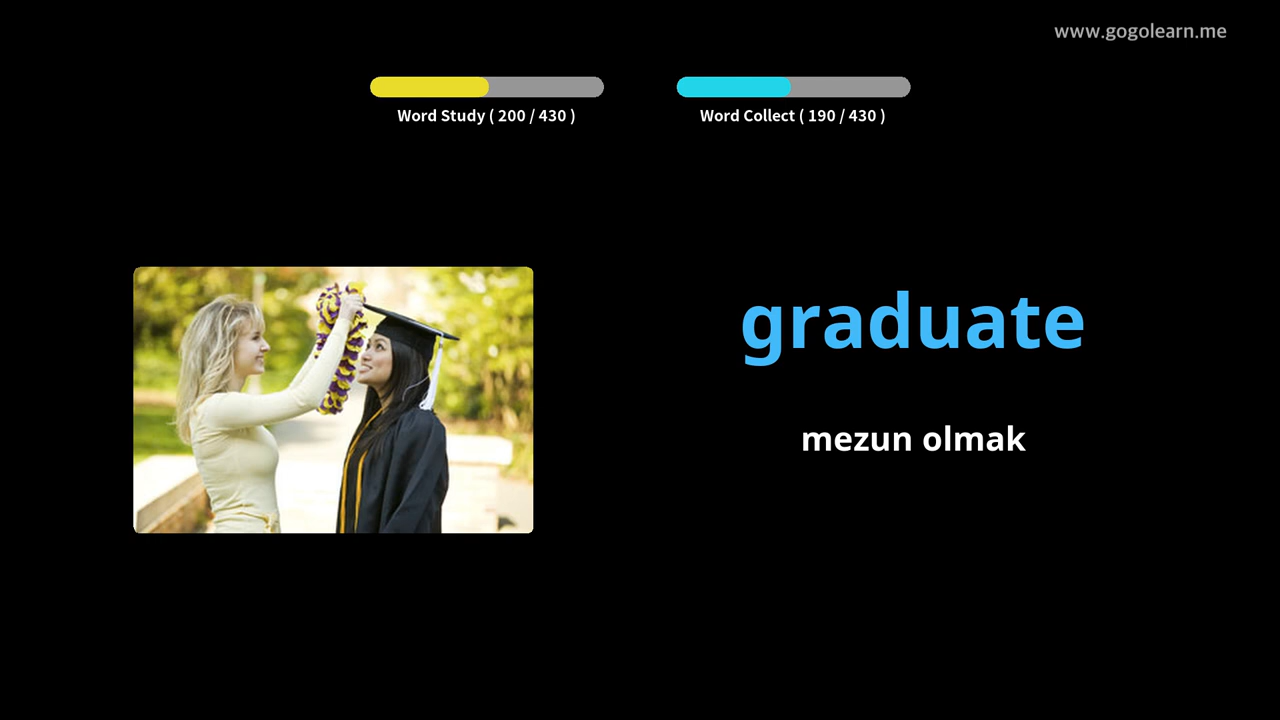 www.gogolearn.me
Word Study ( 200 / 430 )
Word Collect ( 190 / 430 )
graduate
mezun olmak